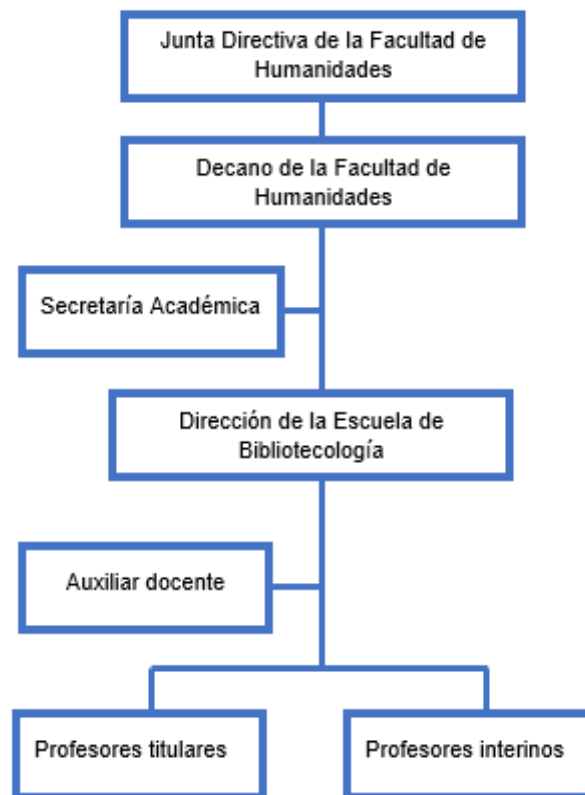 Junta Directiva de la Facultad de
Humanidades
Decano de la Facultad de
Humanidades
Secretaría Académica
Dirección de la Escuela de
Bibliotecología
Auxiliar docente
Profesores titulares
Profesores interinos